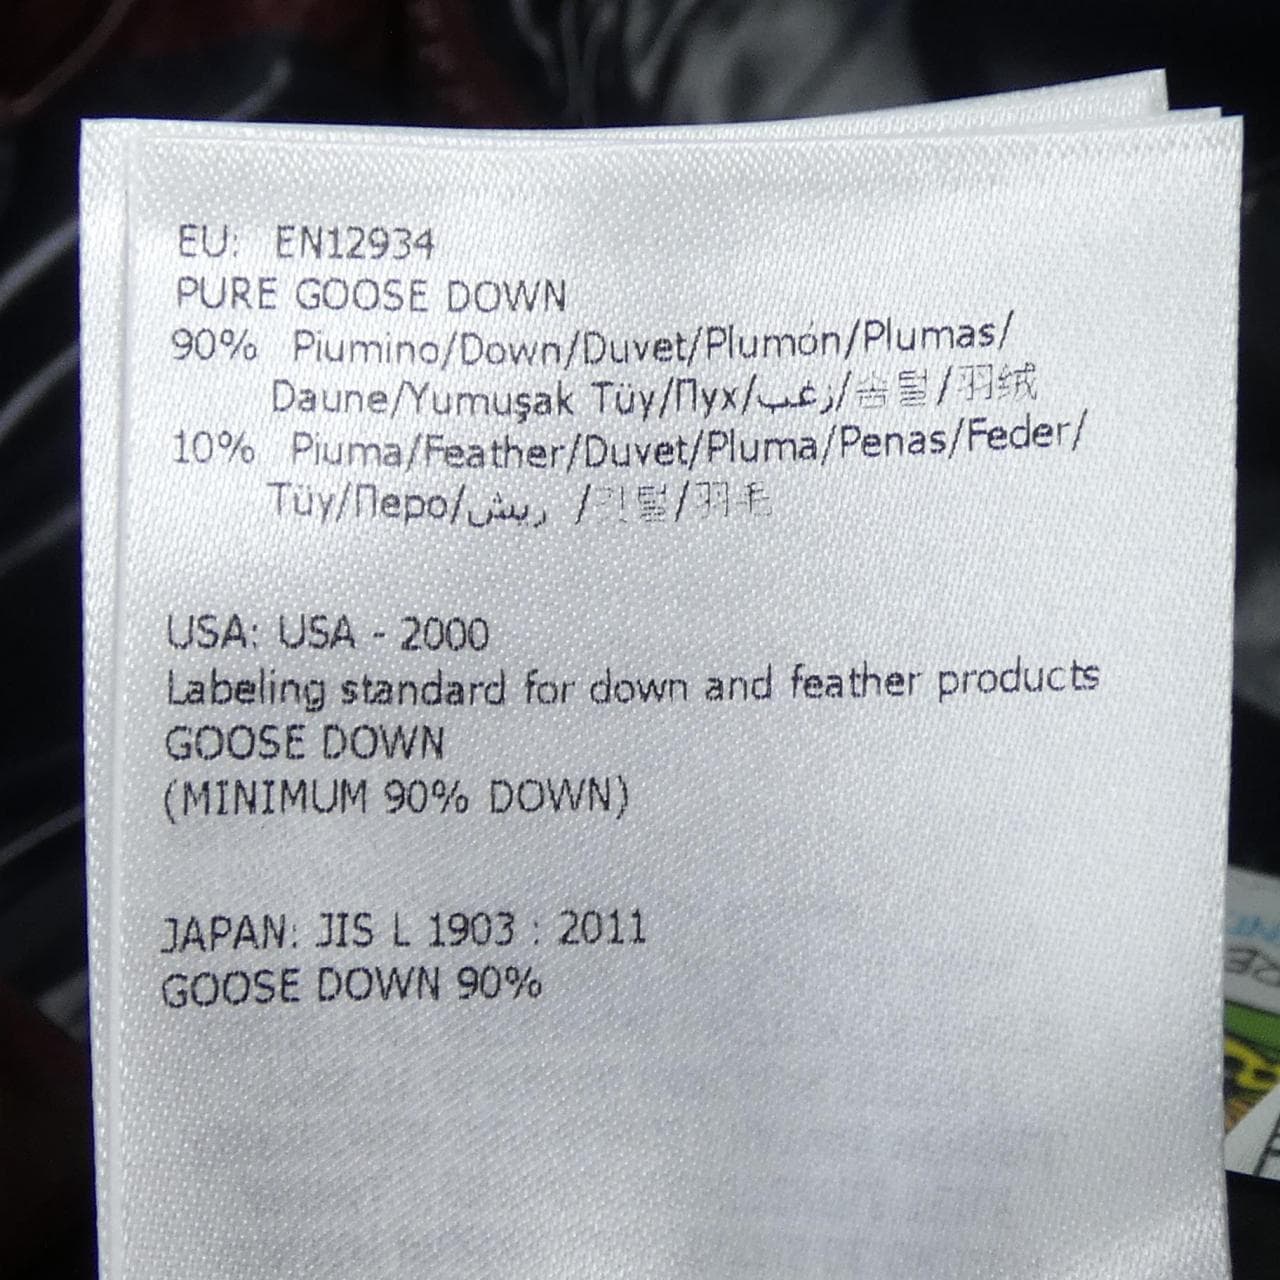 EU: EN12934
PURE GOOSE DOWN
90% Piumino/Down/Duvet/Plumón/Plumas/
Daune/Yumuşak Tüy/Пух/زغب/솜털/羽绒
10% Piuma/Feather/Duvet/Pluma/Penas/Feder/
Tüy/Перо/ريش /깃털/羽毛
USA: USA - 2000
Labeling standard for down and feather products
GOOSE DOWN
(MINIMUM 90% DOWN)
JAPAN: JIS L 1903 : 2011
GOOSE DOWN 90%